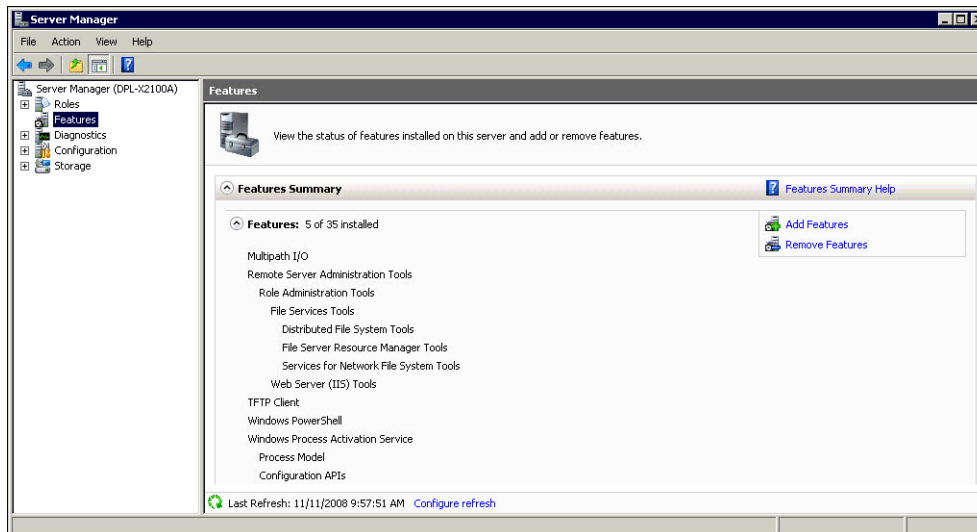 Server Manager
File Action View Help
Server Manager (DPL-X2100A)
Roles
Features
Diagnostics
Configuration
Storage
Features
View the status of features installed on this server and add or remove features.
Features Summary
Features Summary Help
Features: 5 of 35 installed
Add Features
Remove Features
Multipath I/O
Remote Server Administration Tools
Role Administration Tools
File Services Tools
Distributed File System Tools
File Server Resource Manager Tools
Services for Network File System Tools
Web Server (IIS) Tools
TFTP Client
Windows PowerShell
Windows Process Activation Service
Process Model
Configuration APIs
Last Refresh: 11/11/2008 9:57:51 AM Configure refresh